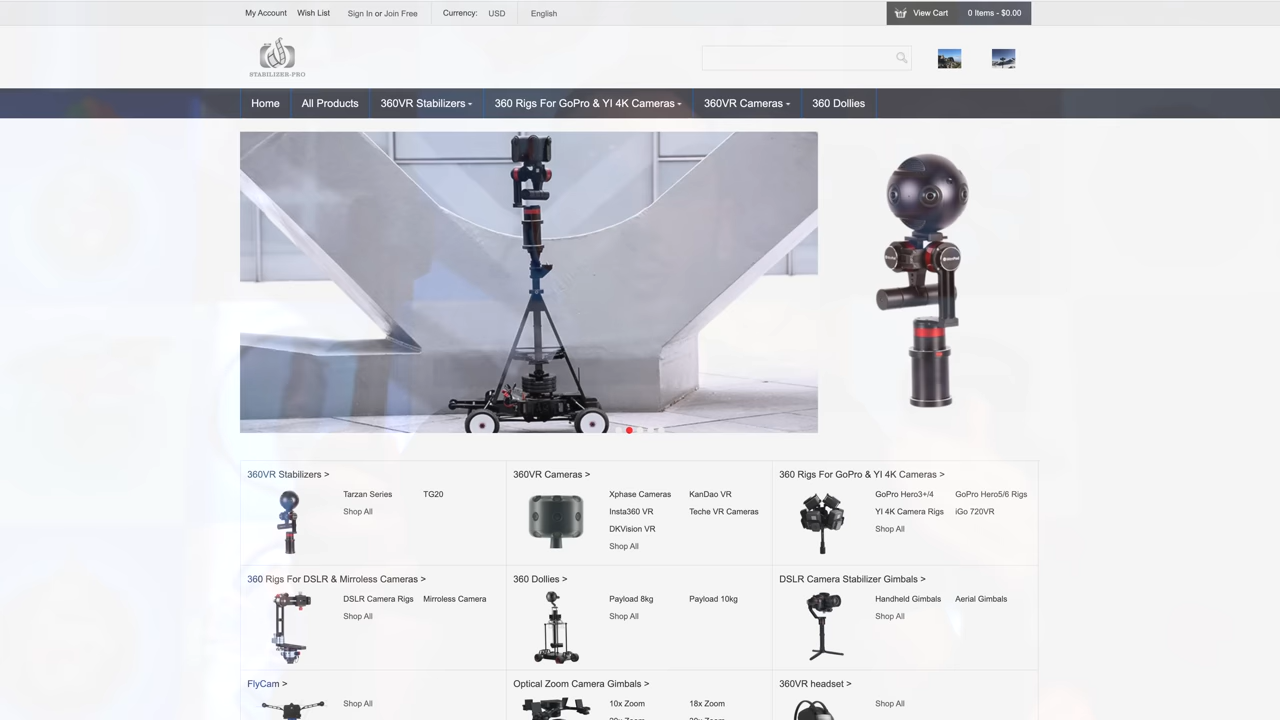 My Account Wish List Sign In or Join Free Currency: USD English View Cart 0 Items - $0.00
STABILIZER-PRO
Home All Products 360VR Stabilizers 360 Rigs For GoPro & YI 4K Cameras 360VR Cameras 360 Dollies
360VR Stabilizers >
Tarzan Series TG20
Shop All
360VR Cameras >
Xphase Cameras KanDao VR
Insta360 VR Teche VR Cameras
DKVision VR
Shop All
360 Rigs For GoPro & YI 4K Cameras >
GoPro Hero3+/4 GoPro Hero5/6 Rigs
YI 4K Camera Rigs iGo 720VR
Shop All
360 Rigs For DSLR & Mirroless Cameras >
DSLR Camera Rigs Mirroless Camera
Shop All
360 Dollies >
Payload 8kg Payload 10kg
Shop All
DSLR Camera Stabilizer Gimbals >
Handheld Gimbals Aerial Gimbals
Shop All
FlyCam >
Shop All
Optical Zoom Camera Gimbals >
10x Zoom 18x Zoom
360VR headset >
Shop All